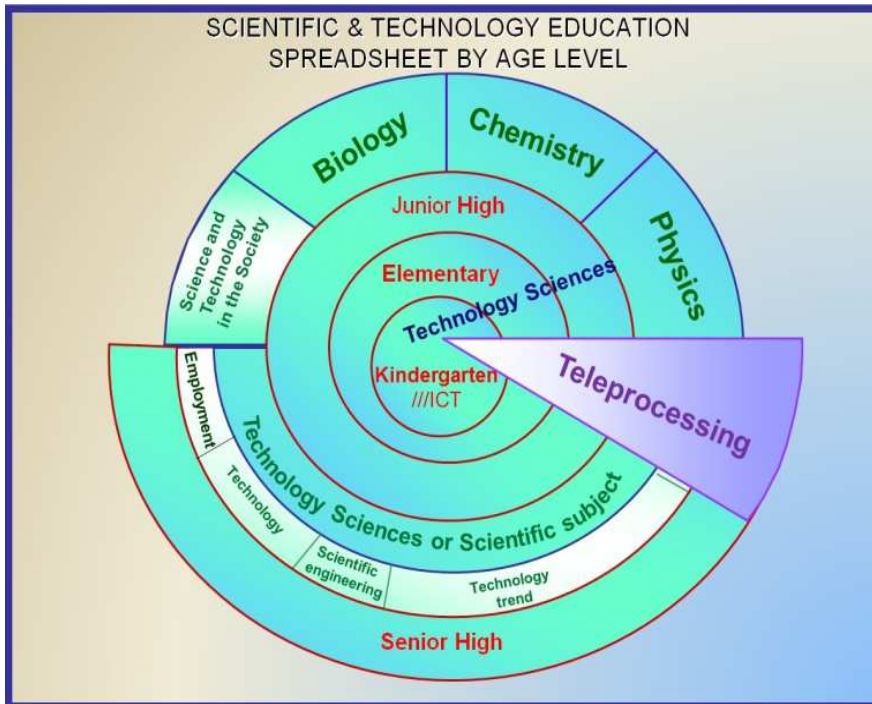 SCIENTIFIC & TECHNOLOGY EDUCATION
SPREADSHEET BY AGE LEVEL
Biology
Chemistry
Physics
Science and
Technology
in the Society
Junior High
Elementary
Technology Sciences
Kindergarten
///ICT
Teleprocessing
Employment
Technology
Scientific
engineering
Technology
trend
Technology Sciences or Scientific subject
Senior High